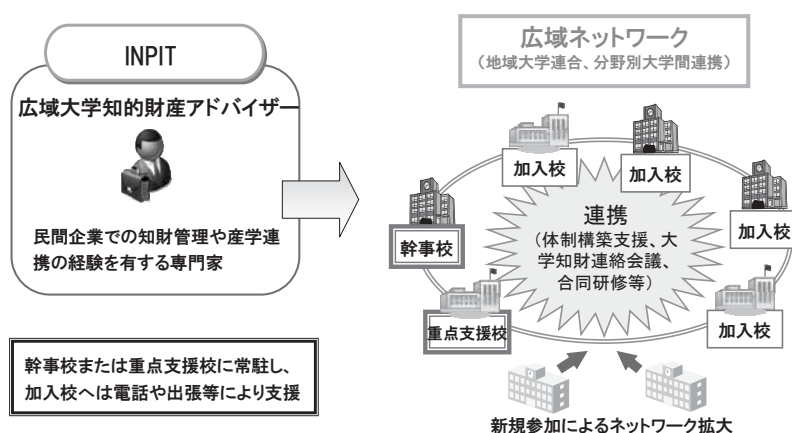 INPIT
広域大学知的財産アドバイザー
民間企業での知財管理や産学連
携の経験を有する専門家
幹事校または重点支援校に常駐し、
加入校へは電話や出張等により支援
広域ネットワーク
（地域大学連合、分野別大学間連携）
加入校
加入校
加入校
幹事校
連携
（体制構築支援、大
学知財連絡会議、
合同研修等）
重点支援校
加入校
新規参加によるネットワーク拡大